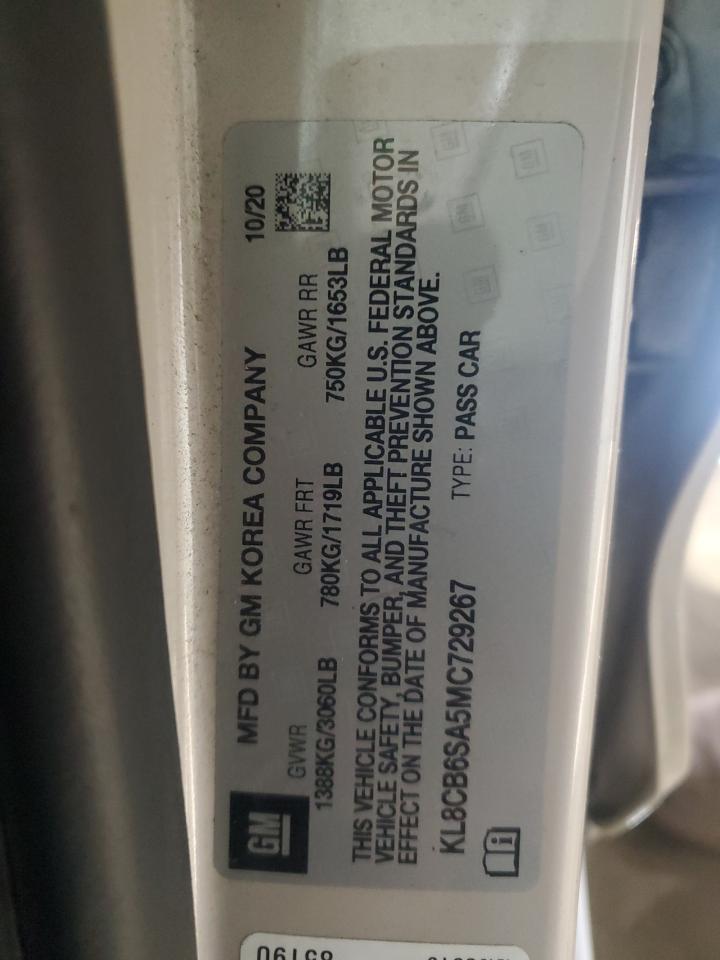 GM
MFD BY GM KOREA COMPANY 10/20
GVWR GAWR FRT GAWR RR
1388KG/3060LB 780KG/1719LB 750KG/1653LB
THIS VEHICLE CONFORMS TO ALL APPLICABLE U.S. FEDERAL MOTOR
VEHICLE SAFETY, BUMPER, AND THEFT PREVENTION STANDARDS IN
EFFECT ON THE DATE OF MANUFACTURE SHOWN ABOVE.
KL8CB6SA5MC729267 TYPE: PASS CAR